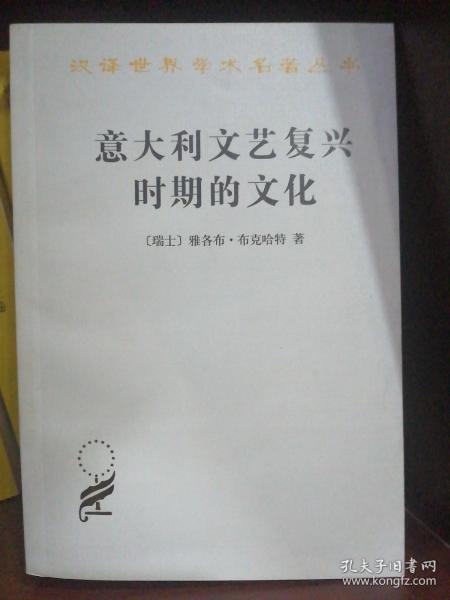 汉译世界学术名著丛书
意大利文艺复兴
时期的文化
〔瑞士〕雅各布·布克哈特 著
孔夫子旧书网
www.kongfz.com